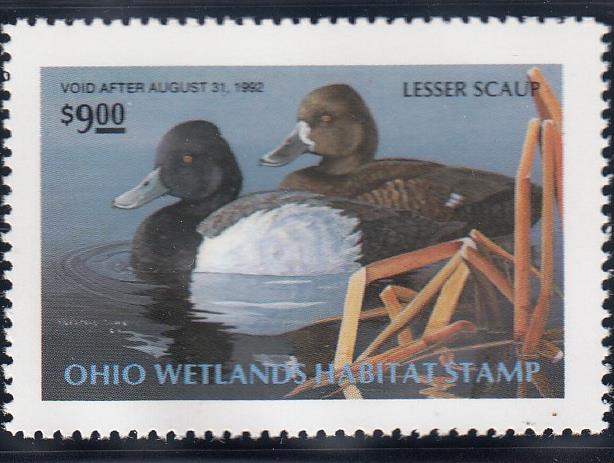 VOID AFTER AUGUST 31, 1992
LESSER SCAUP
$9.00
OHIO WETLANDS HABITAT STAMP